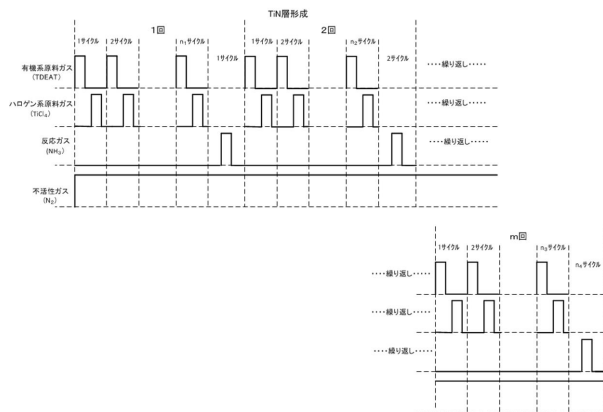 TiN層形成
1回
2回
1サイクル
2サイクル
n₁サイクル
1サイクル
1サイクル
2サイクル
n₂サイクル
2サイクル
有機系原料ガス
(TDEAT)
‥‥繰り返し‥‥‥
ハロゲン系原料ガス
(TiCl₄)
‥‥繰り返し‥‥‥
反応ガス
(NH₃)
‥‥繰り返し‥‥‥
不活性ガス
(N₂)
m回
1サイクル
2サイクル
n₃サイクル
n₄サイクル
‥‥繰り返し‥‥‥
‥‥繰り返し‥‥‥
‥‥繰り返し‥‥‥